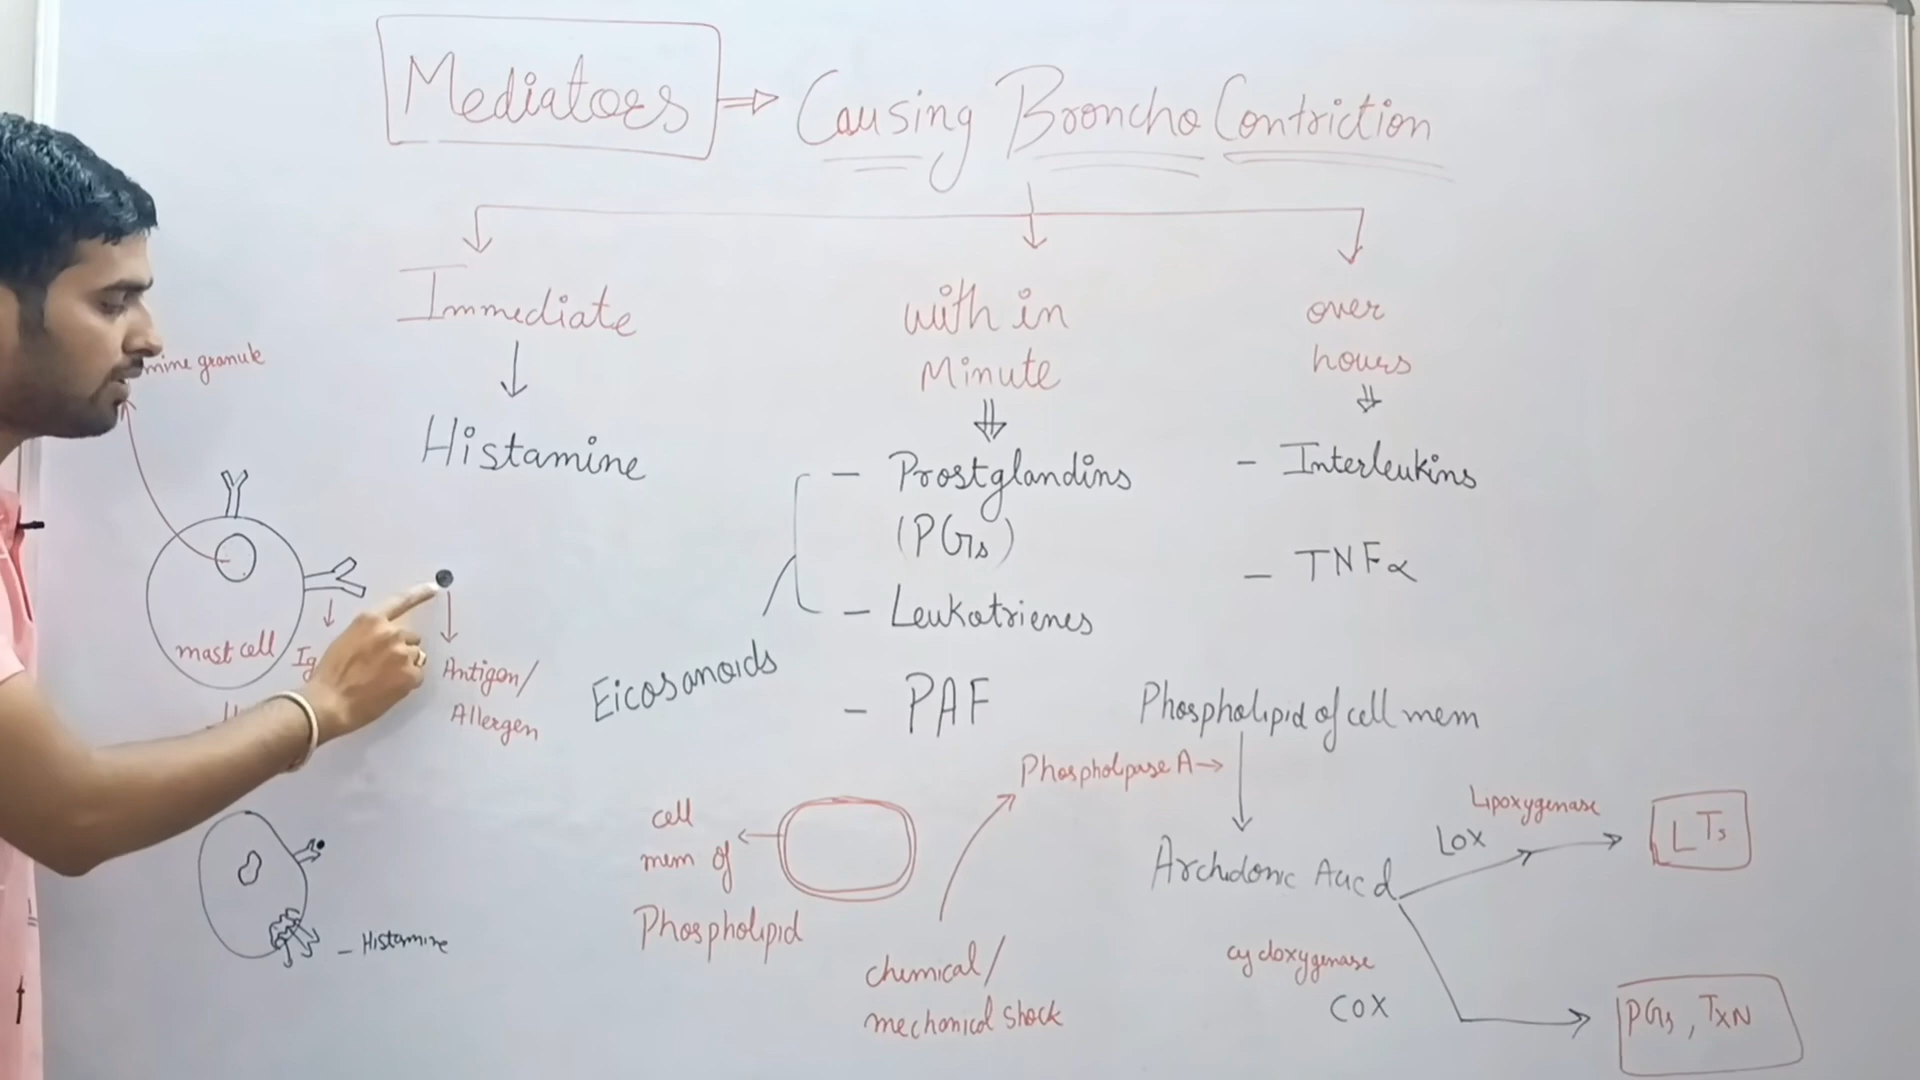 Mediators ⇒ Causing Broncho Contriction
Immediate
Histamine
with in
Minute
- Prostglandins
(PGs)
- Leukotrienes
- PAF
Eicosanoids
over
hours
- Interleukins
- TNFα
mine granule
mast cell
Ig
Antigen/
Allergen
- Histamine
cell
mem of
Phospholipid
chemical/
mechanical shock
Phospholipid of cell mem
Phospholipase A→
Archidonic Acid
Lipoxygenase
LOX
LTs
cycloxygenase
COX
PGs, TXN